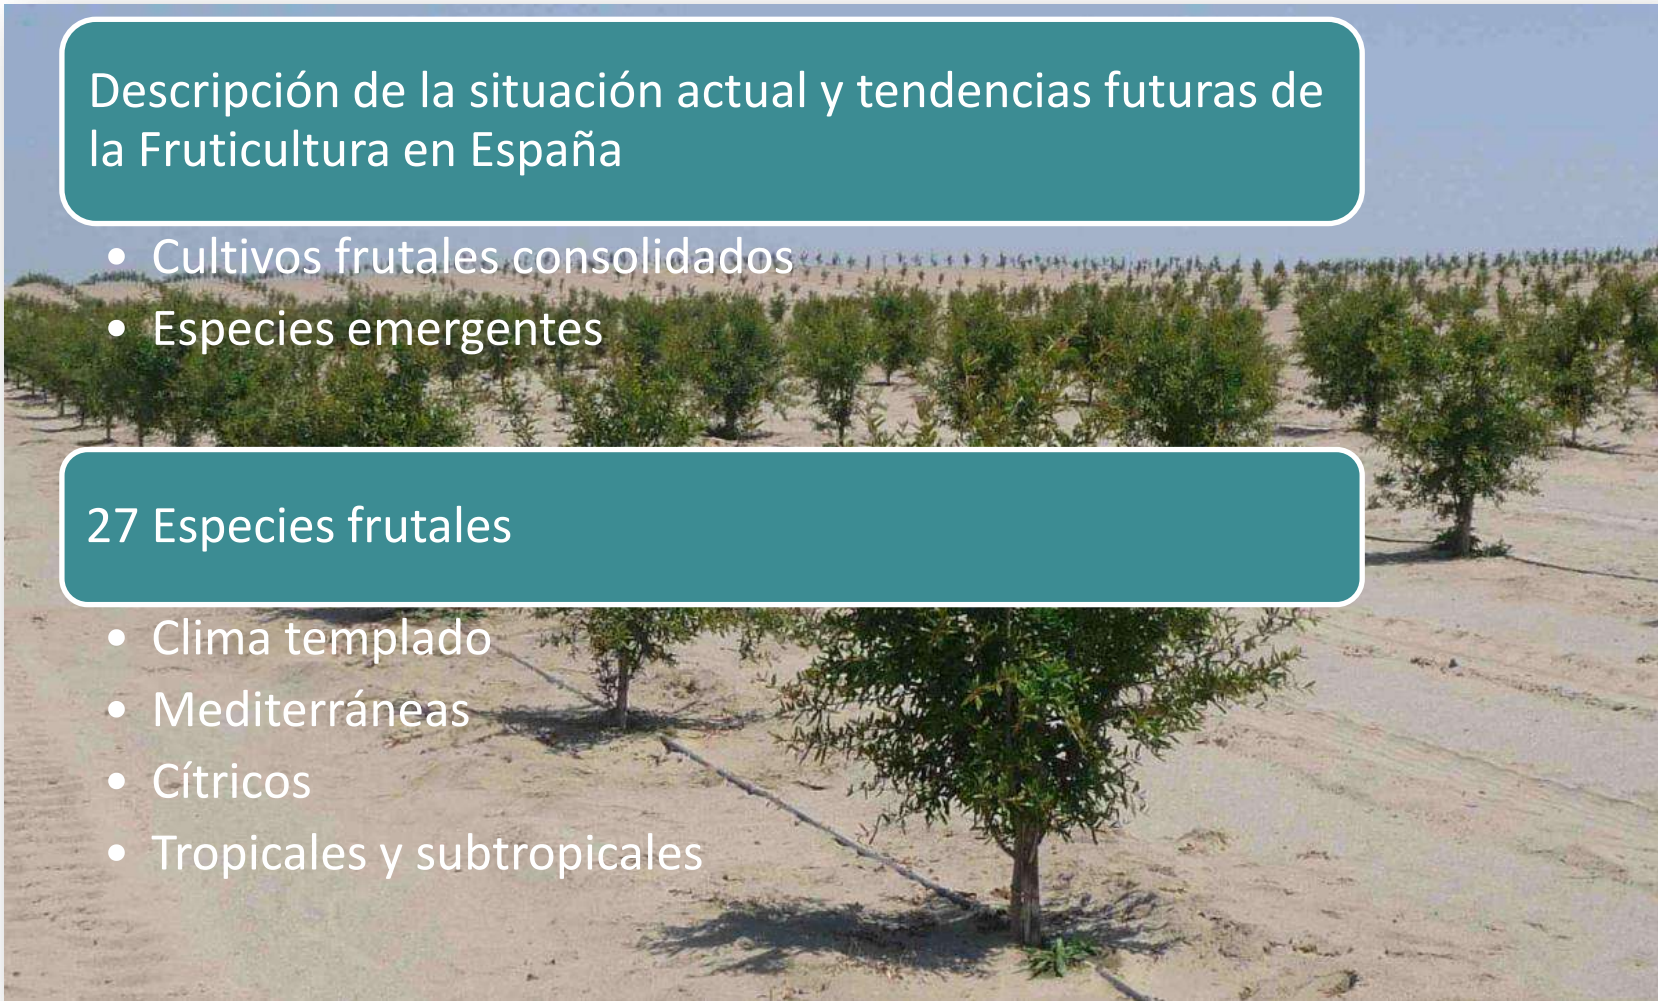 Descripción de la situación actual y tendencias futuras de
la Fruticultura en España
• Cultivos frutales consolidados
• Especies emergentes
27 Especies frutales
• Clima templado
• Mediterráneas
• Cítricos
• Tropicales y subtropicales